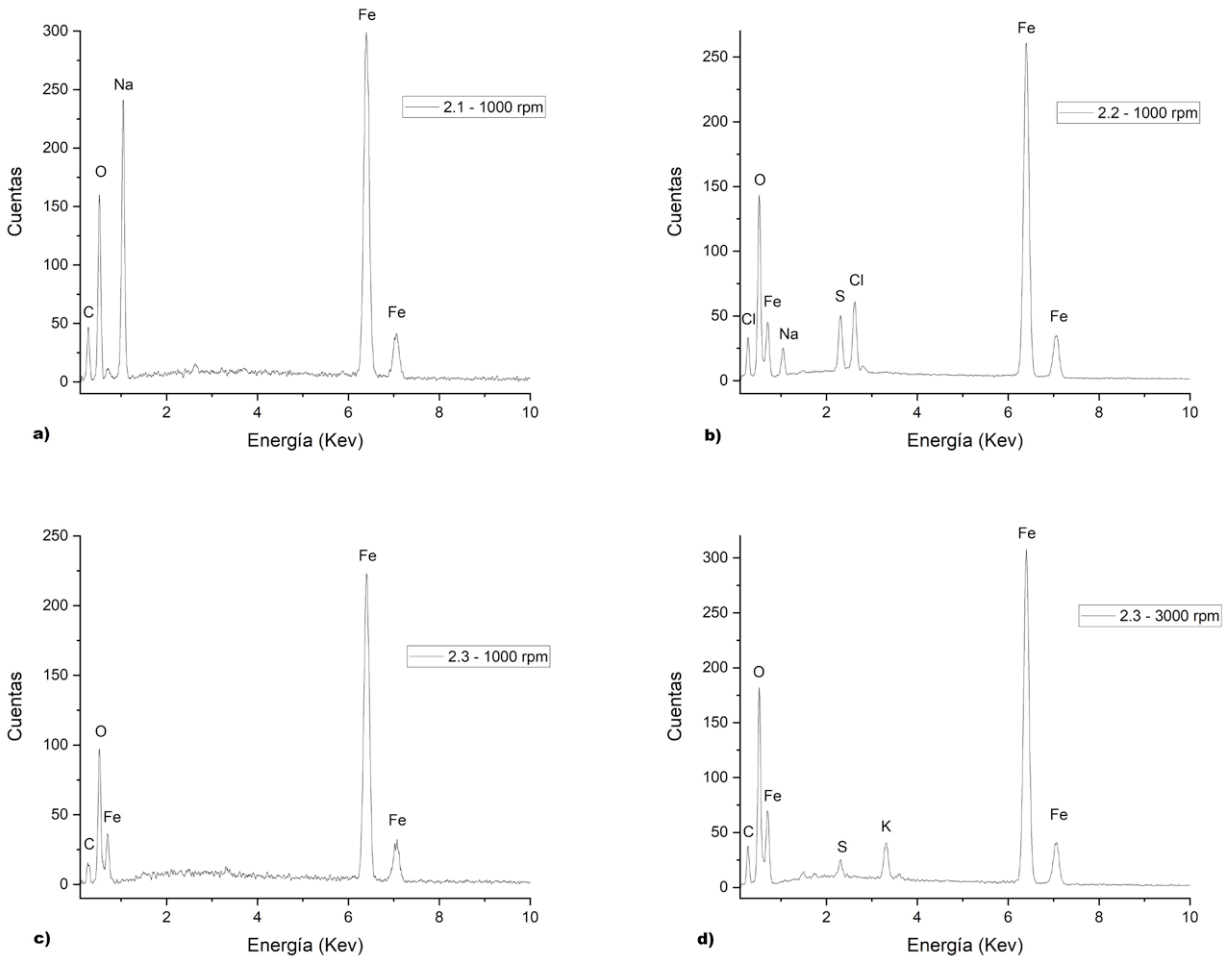 Fe
300
250
Na
2.1 - 1000 rpm
200
O
150
Cuentas
100
C
50
Fe
0
2 4 6 8 10
Energía (Kev)
a)
Fe
250
2.2 - 1000 rpm
200
150
O
Cuentas
100
Cl
S
Fe
50
Cl
Na
Fe
0
2 4 6 8 10
Energía (Kev)
b)
250
Fe
200
2.3 - 1000 rpm
150
O
Cuentas
100
50
Fe
C
Fe
0
2 4 6 8 10
Energía (Kev)
c)
Fe
300
2.3 - 3000 rpm
250
200
O
Cuentas
150
100
Fe
50
C
S
K
Fe
0
2 4 6 8 10
Energía (Kev)
d)